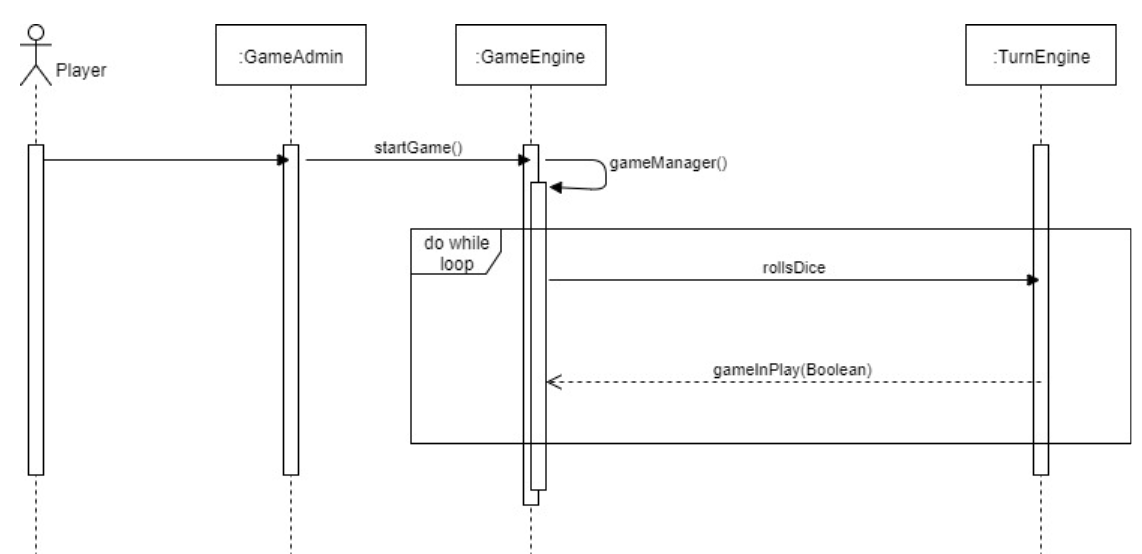 Player
:GameAdmin
:GameEngine
:TurnEngine
startGame()
gameManager()
do while
loop
rollsDice
gameInPlay(Boolean)